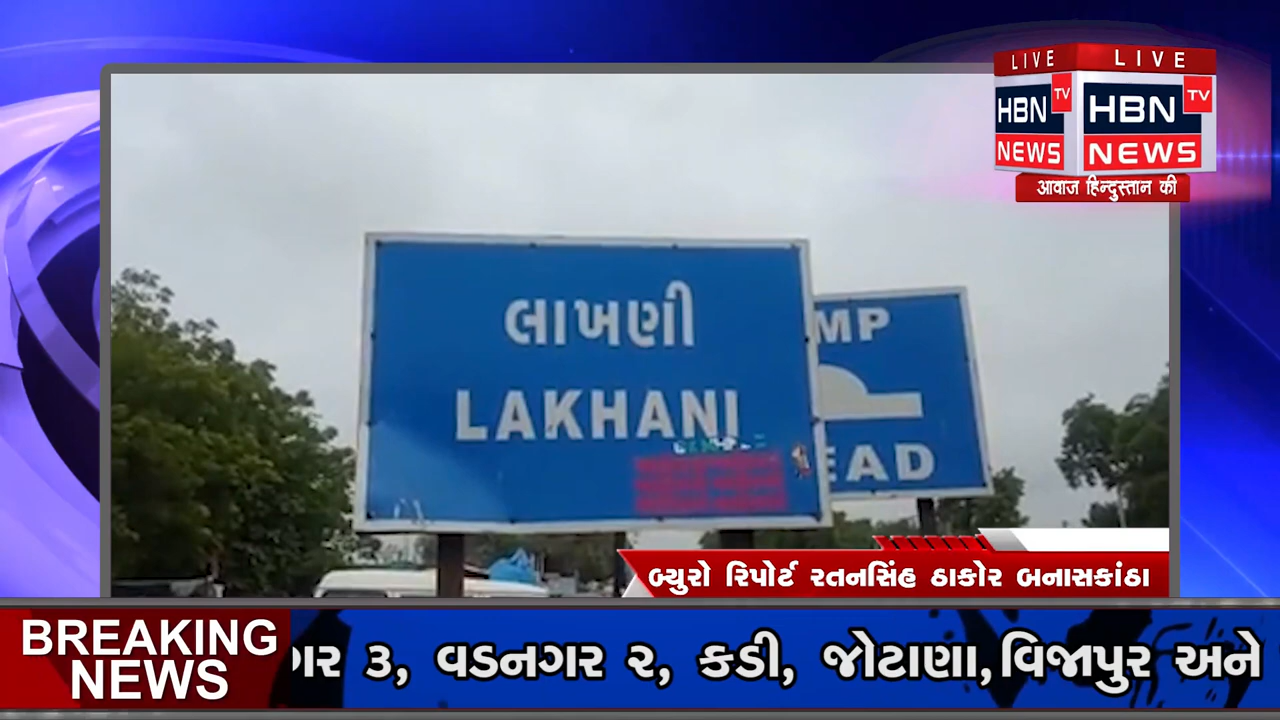 LIVE LIVE
HBN TV HBN TV
NEWS NEWS
आवाज हिन्दुस्तान की
લાખણી
LAKHANI
MP
EAD
બ્યુરો રિપોર્ટ રતનસિંહ ઠાકોર બનાસકાંઠા
BREAKING
NEWS
ગર ૩, વડનગર ૨, કડી, જોટાણા,વિજાપુર અને